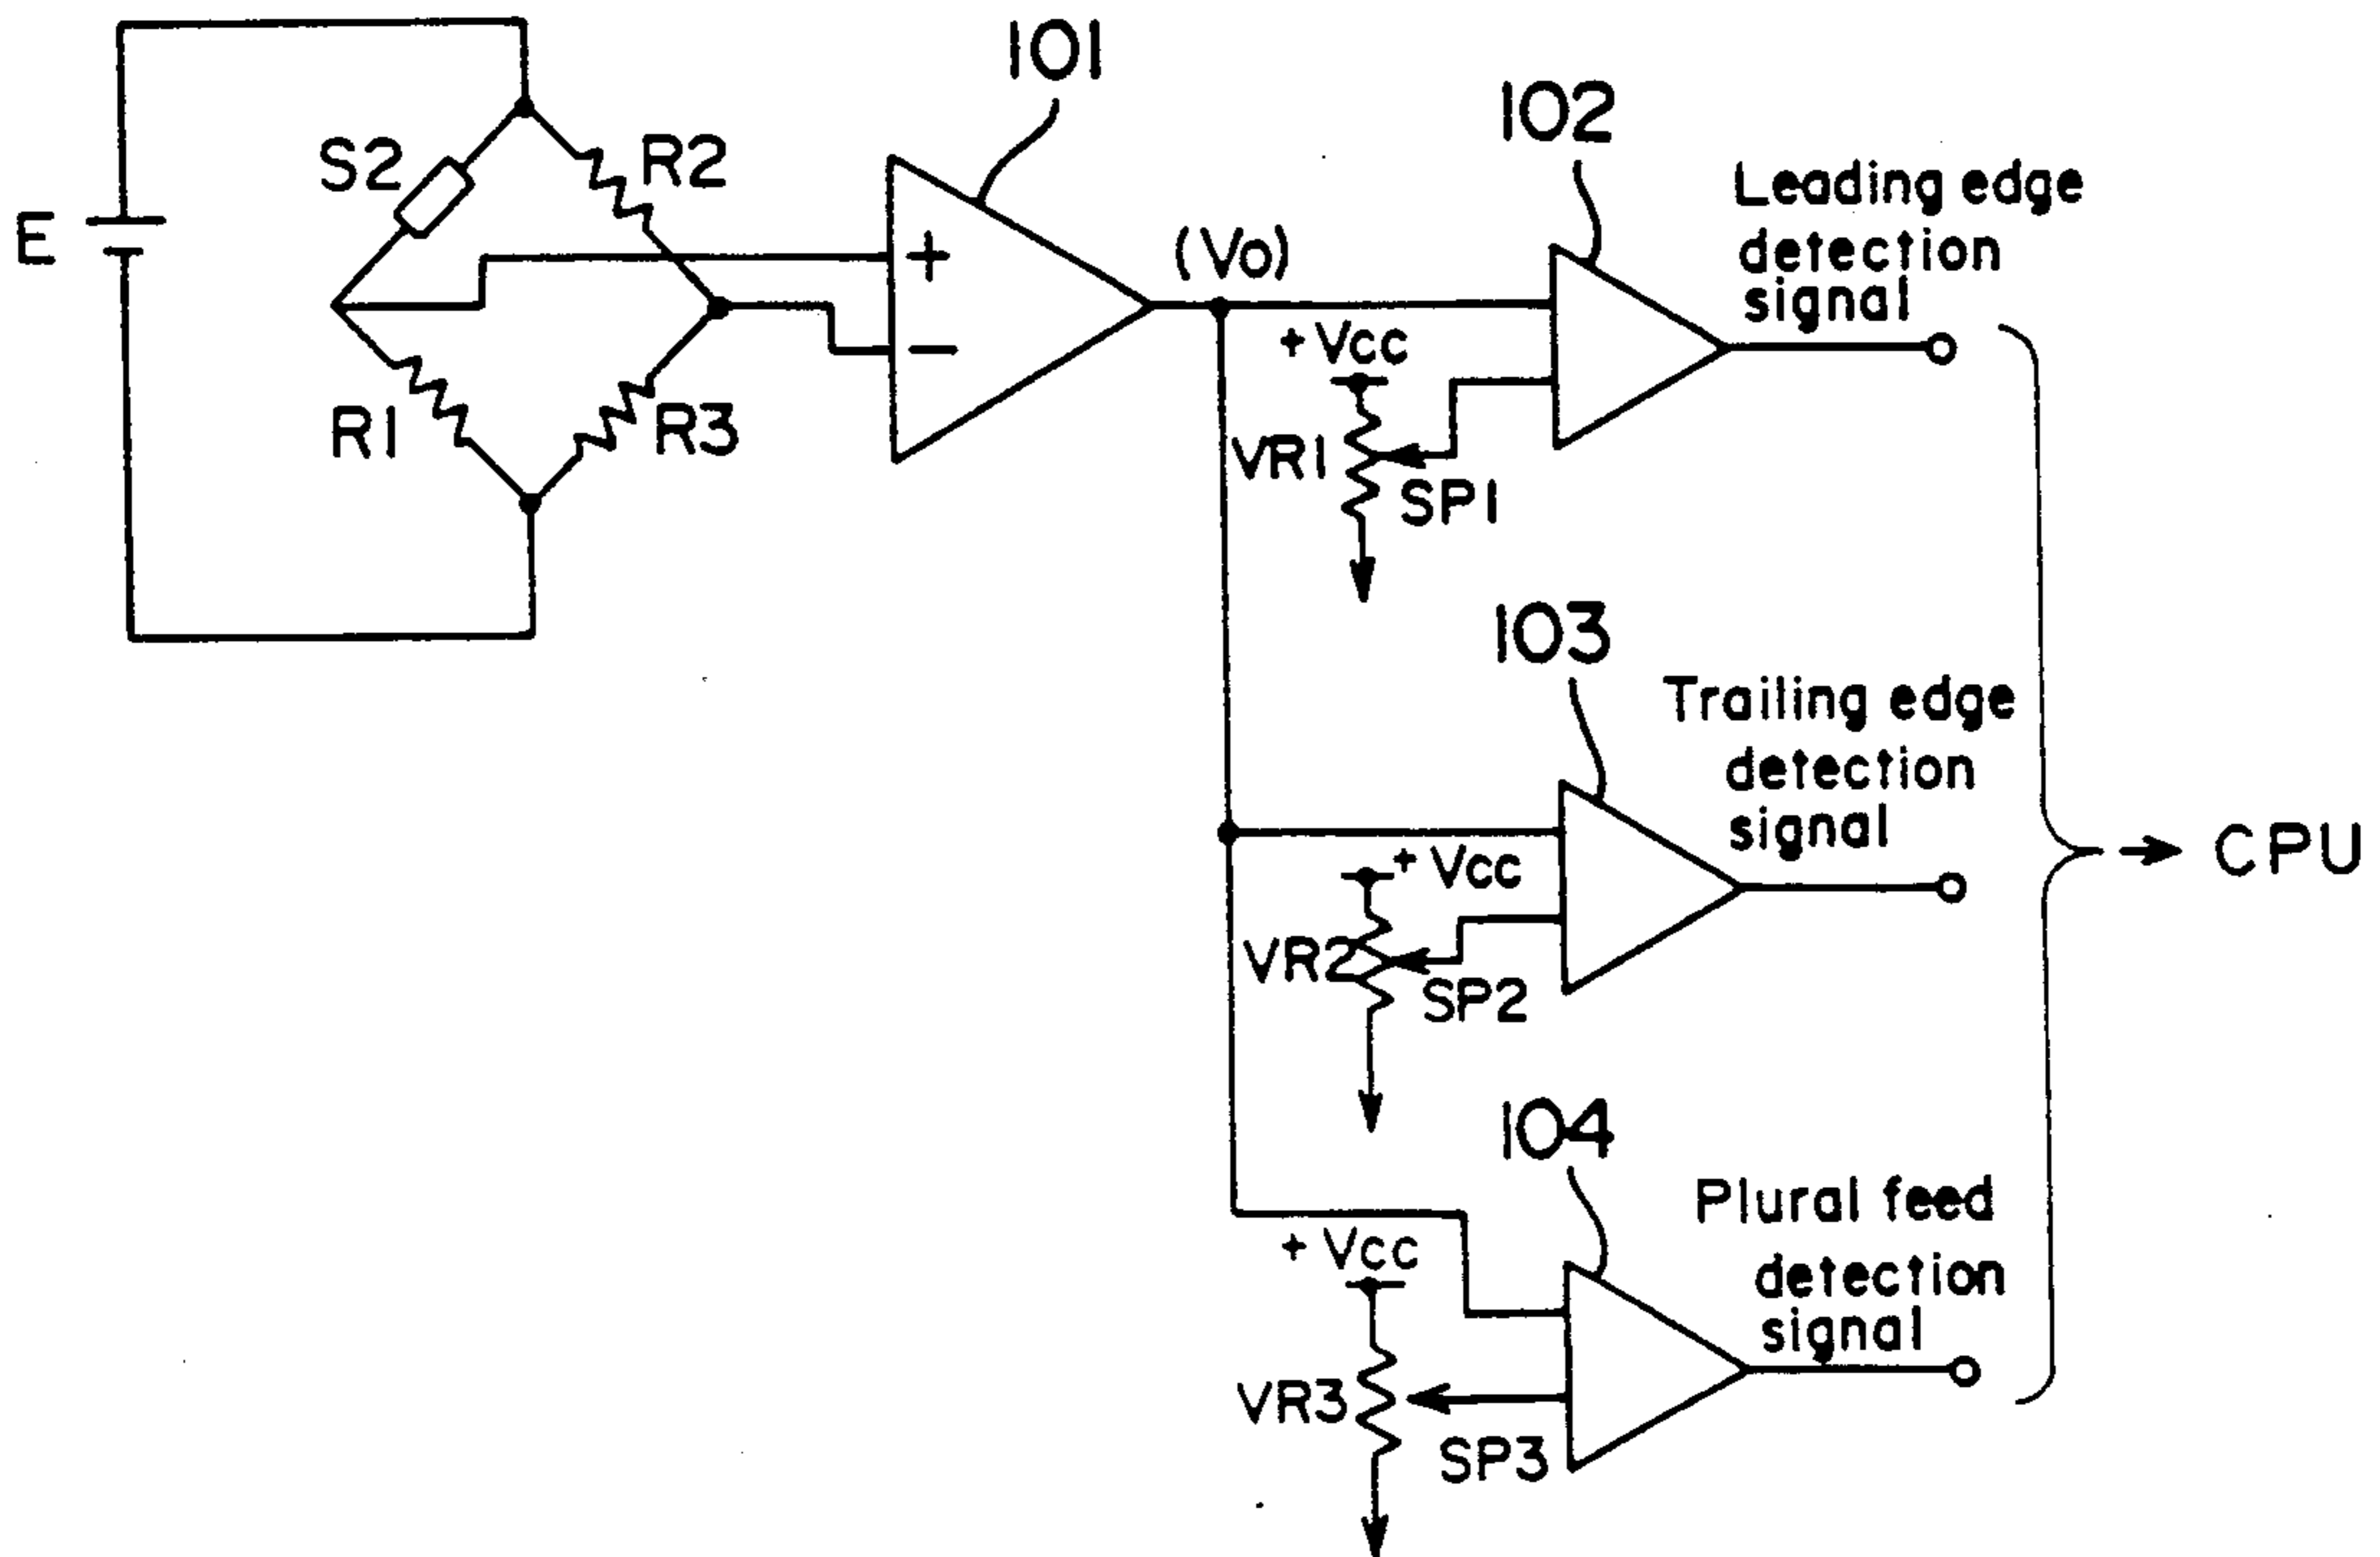 101
102
S2
R2
Leading edge
detection
signal
E
+
(Vo)
−
+ Vcc
R1
R3
VR1
SP1
103
Trailing edge
detection
signal
+ Vcc
CPU
VR2
SP2
104
Plural feed
detection
signal
+ Vcc
VR3
SP3